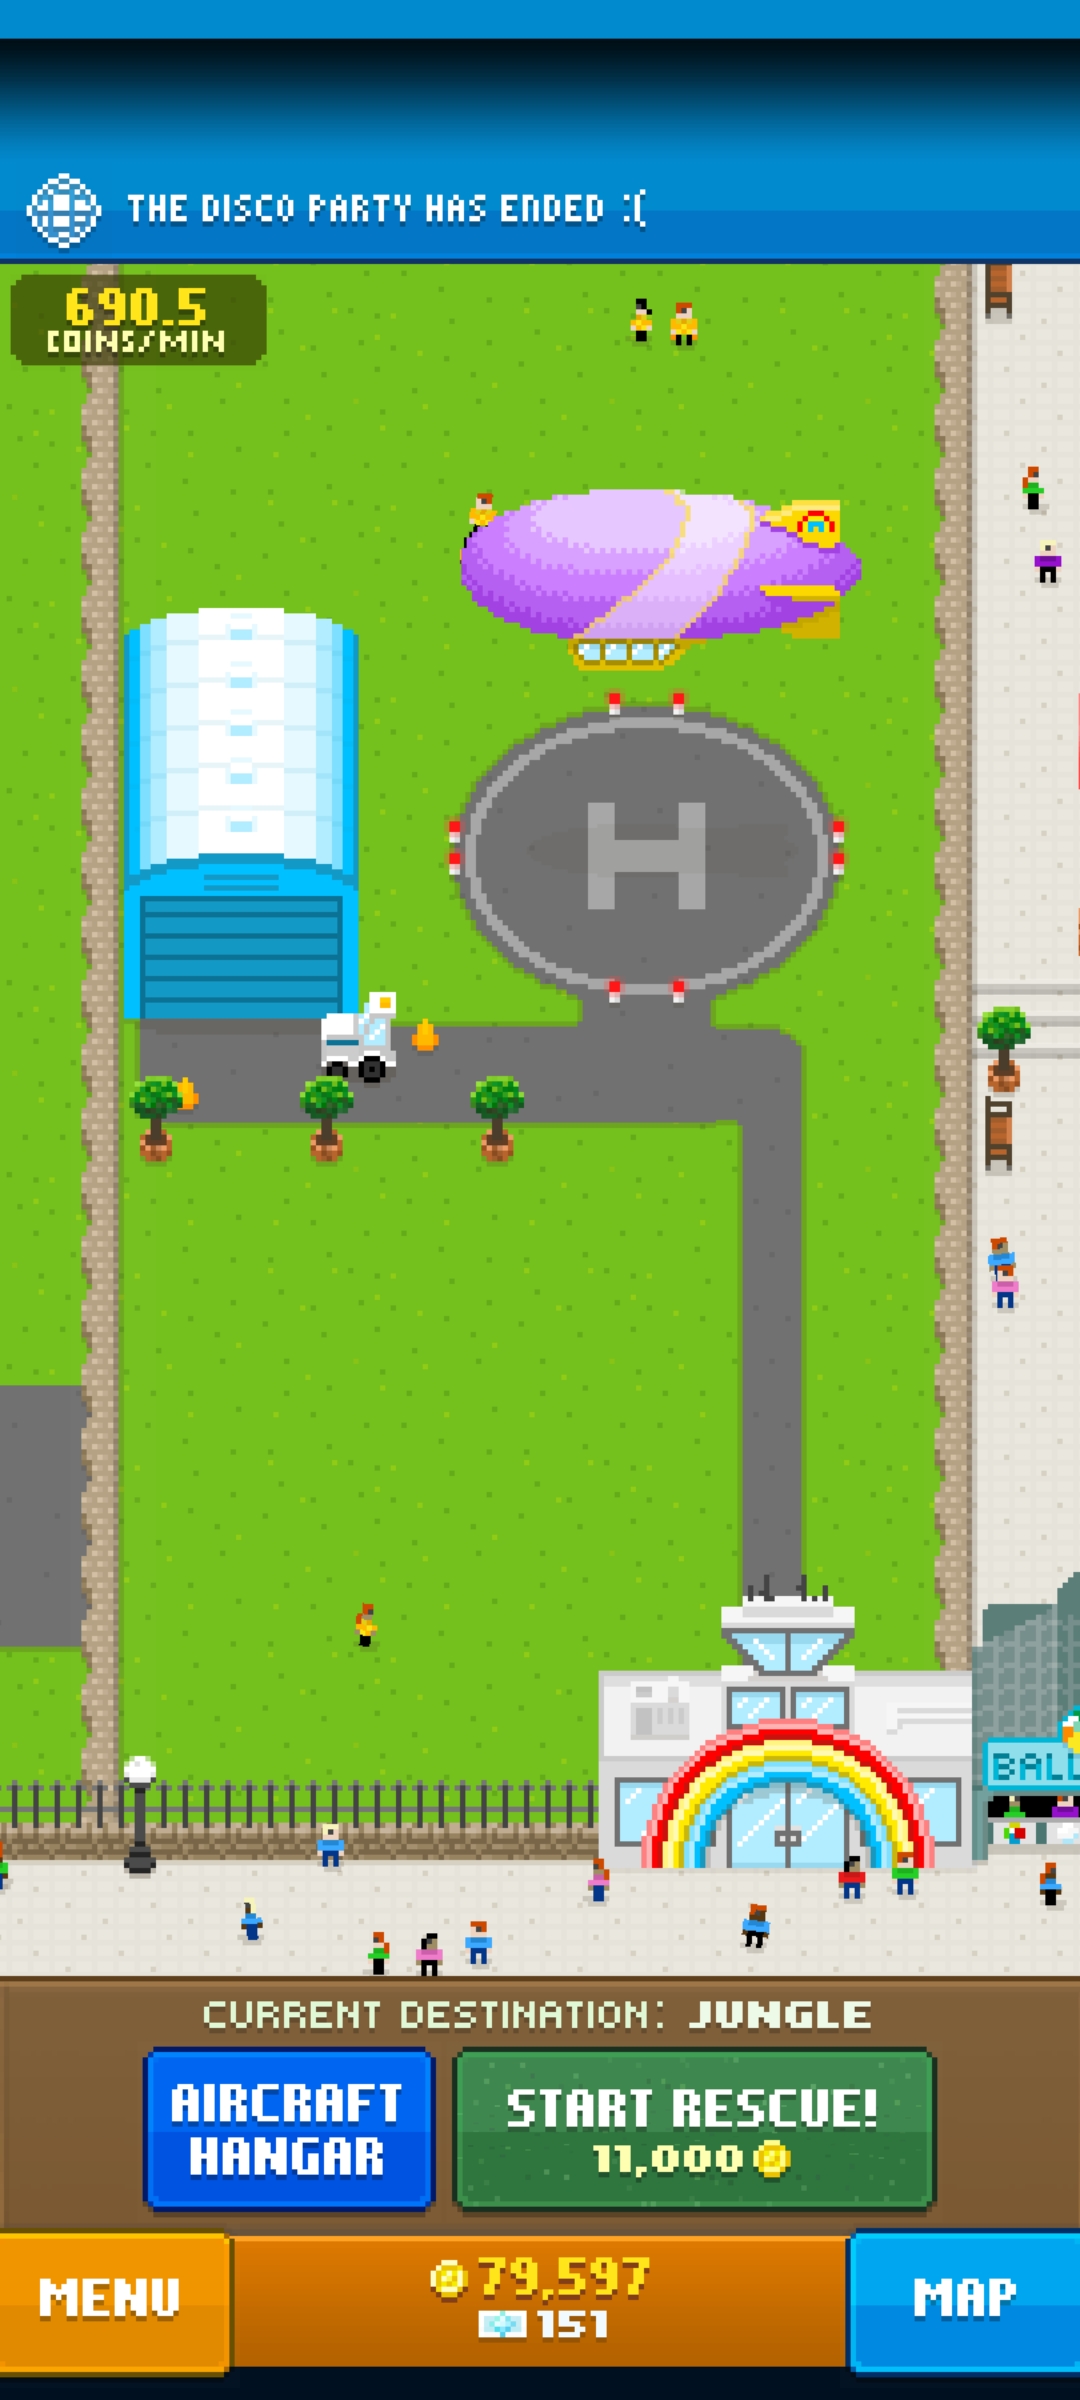 THE DISCO PARTY HAS ENDED :(
690.5
COINS/MIN
H
BALL
CURRENT DESTINATION: JUNGLE
AIRCRAFT
HANGAR
START RESCUE!
11,000
MENU
79,597
151
MAP